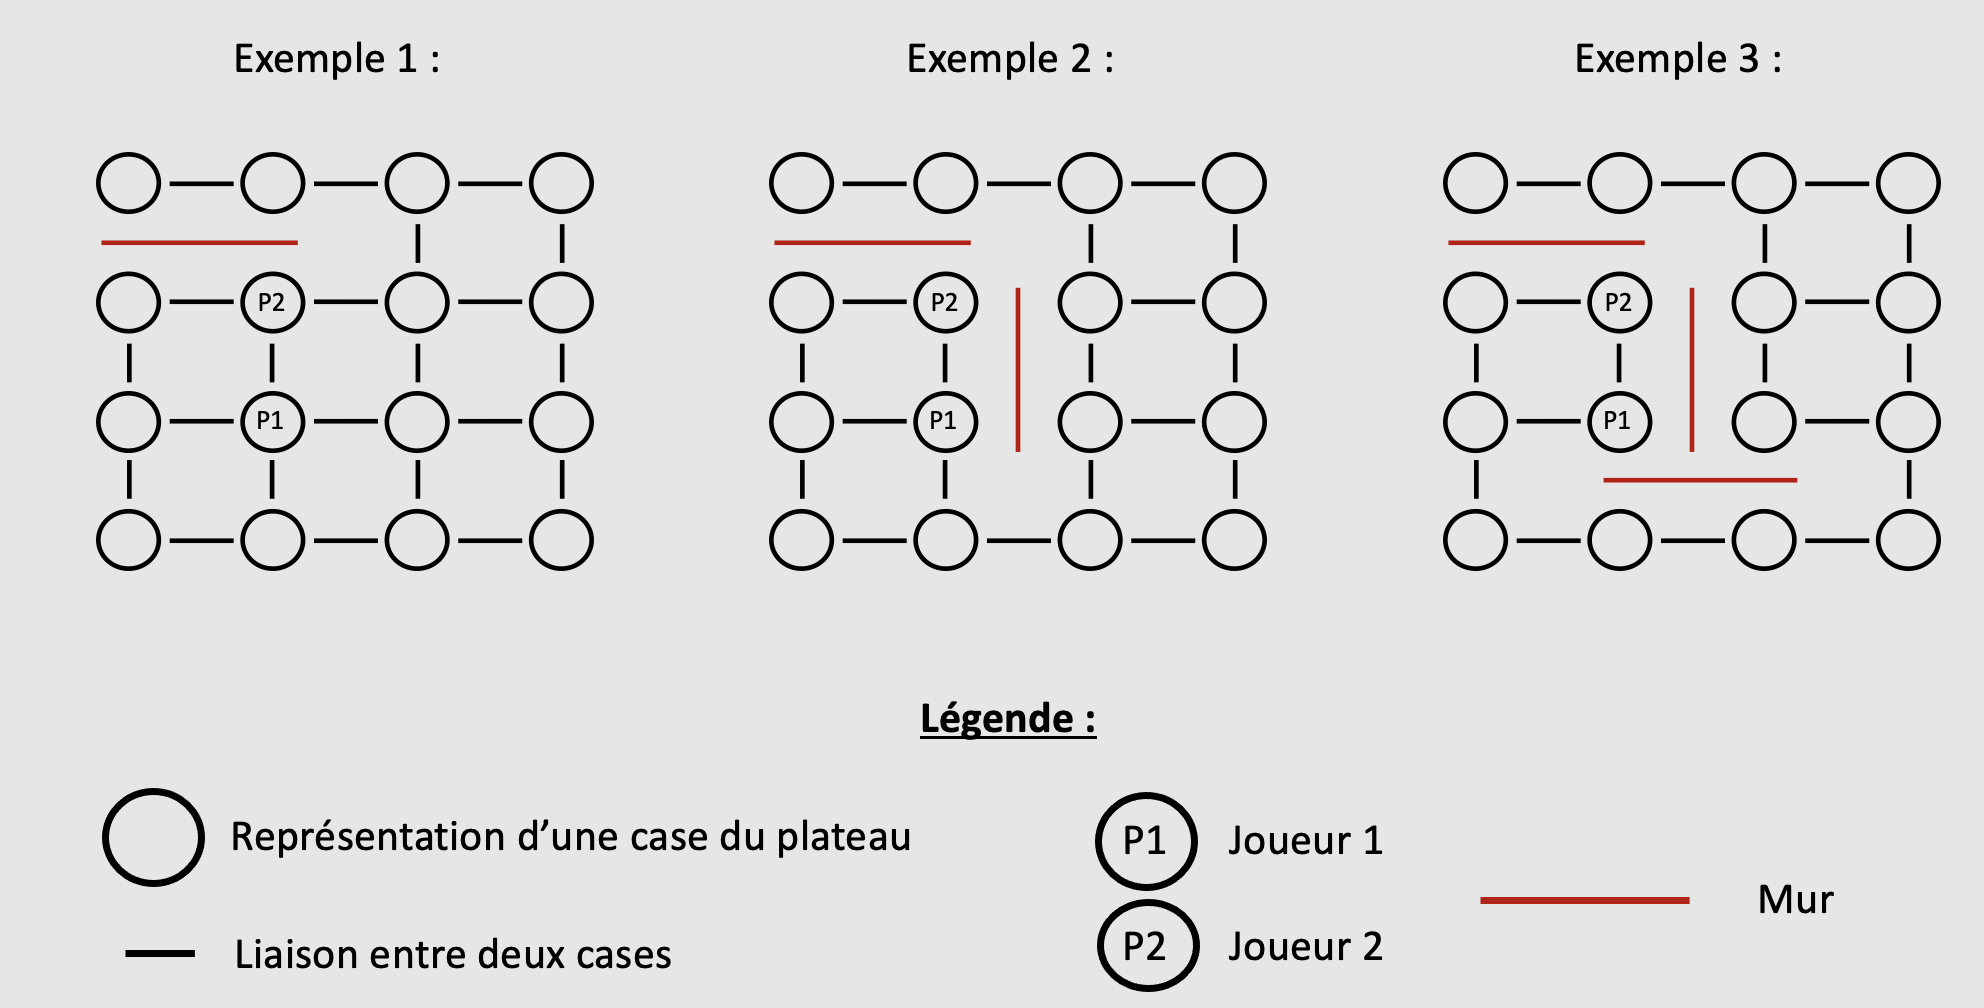 Exemple 1 :
Exemple 2 :
Exemple 3 :
P2
P2
P2
P1
P1
P1
Légende :
Représentation d’une case du plateau
P1 Joueur 1
Mur
P2 Joueur 2
Liaison entre deux cases